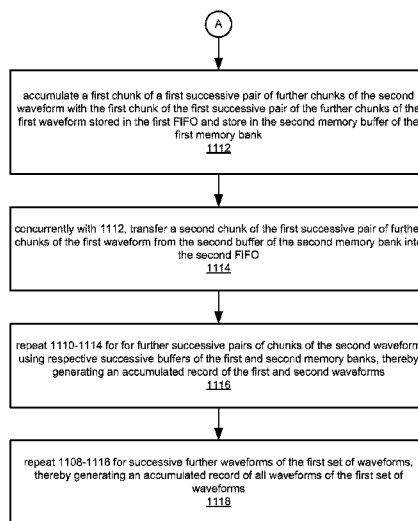 A
accumulate a first chunk of a first successive pair of further chunks of the second
waveform with the first chunk of the first successive pair of the further chunks of the
first waveform stored in the first FIFO and store in the second memory buffer of the
first memory bank
1112
concurrently with 1112, transfer a second chunk of the first successive pair of further
chunks of the first waveform from the second buffer of the second memory bank into
the second FIFO
1114
repeat 1110-1114 for for further successive pairs of chunks of the second waveform
using respective successive buffers of the first and second memory banks, thereby
generating an accumulated record of the first and second waveforms
1116
repeat 1108-1116 for successive further waveforms of the first set of waveforms,
thereby generating an accumulated record of all waveforms of the first set of
waveforms
1118